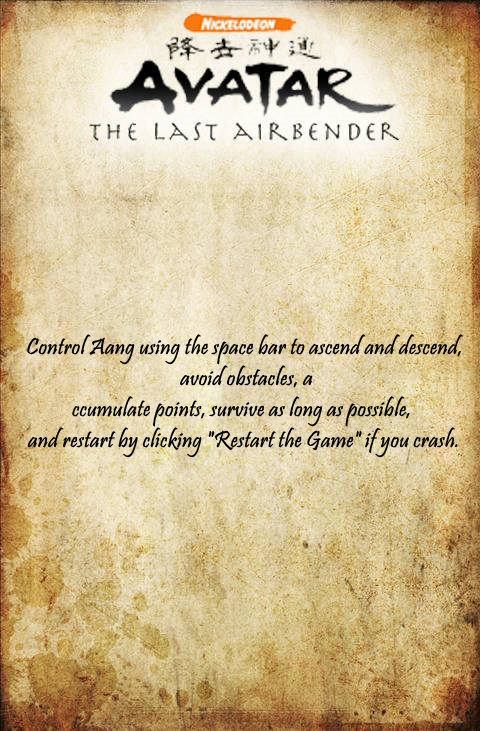 NICKELODEON
降去神通
AVATAR
THE LAST AIRBENDER
Control Aang using the space bar to ascend and descend,
avoid obstacles, a
ccumulate points, survive as long as possible,
and restart by clicking "Restart the Game" if you crash.